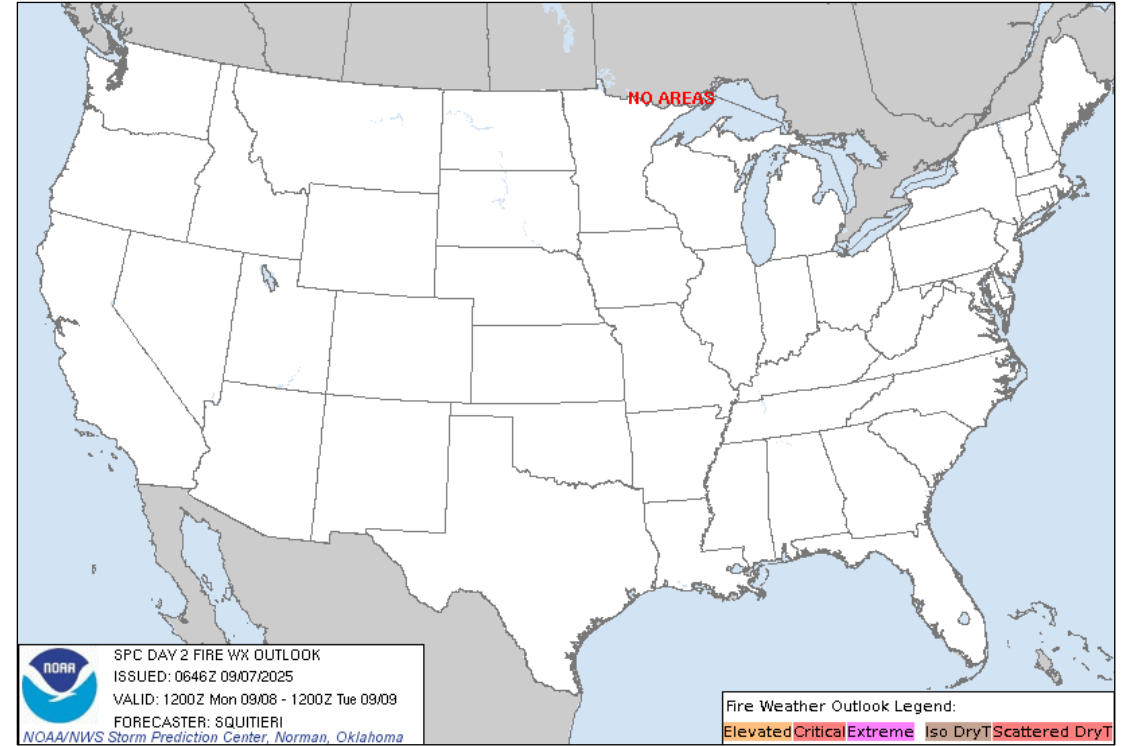 NO AREAS
NOAA
SPC DAY 2 FIRE WX OUTLOOK
ISSUED: 0646Z 09/07/2025
VALID: 1200Z Mon 09/08 - 1200Z Tue 09/09
FORECASTER: SQUITIERI
NOAA/NWS Storm Prediction Center, Norman, Oklahoma
Fire Weather Outlook Legend:
Elevated Critical Extreme Iso DryT Scattered DryT